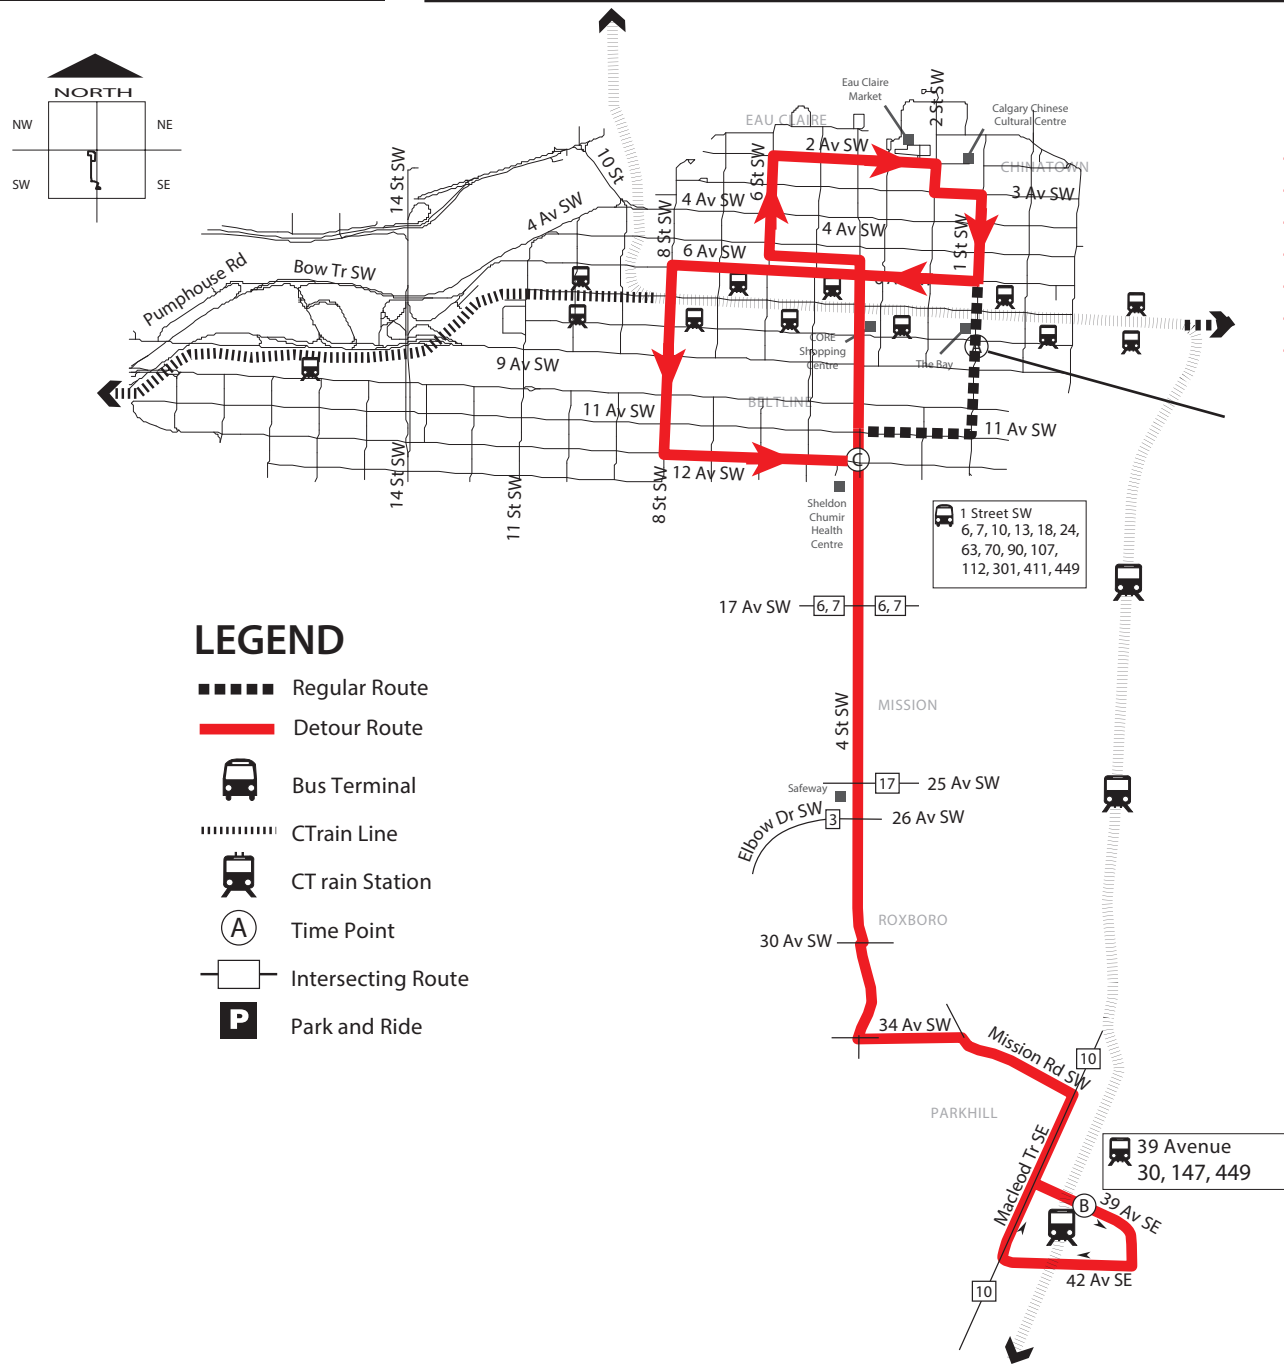 NORTH
NW
NE
SW
SE
Eau Claire
Market
2 St SW
Calgary Chinese
Cultural Centre
EAU CLAIRE
CHINATOWN
2 Av SW
10 St
14 St SW
6 St SW
3 Av SW
4 Av SW
4 Av SW
4 Av SW
8 St SW
1 St SW
6 Av SW
Pumphouse Rd
Bow Tr SW
CORE
Shopping
Centre
The Bay
A
9 Av SW
BELTLINE
11 Av SW
11 Av SW
14 St SW
11 St SW
8 St SW
12 Av SW
C
Sheldon
Chumir
Health
Centre
1 Street SW
6, 7, 10, 13, 18, 24,
63, 70, 90, 107,
112, 301, 411, 449
17 Av SW
6, 7
6, 7
LEGEND
Regular Route
Detour Route
Bus Terminal
CTrain Line
CT rain Station
A
Time Point
Intersecting Route
P
Park and Ride
MISSION
4 St SW
17
25 Av SW
Safeway
3
26 Av SW
Elbow Dr SW
ROXBORO
30 Av SW
34 Av SW
Mission Rd SW
10
PARKHILL
Macleod Tr SE
39 Avenue
30, 147, 449
B
39 Av SE
42 Av SE
10